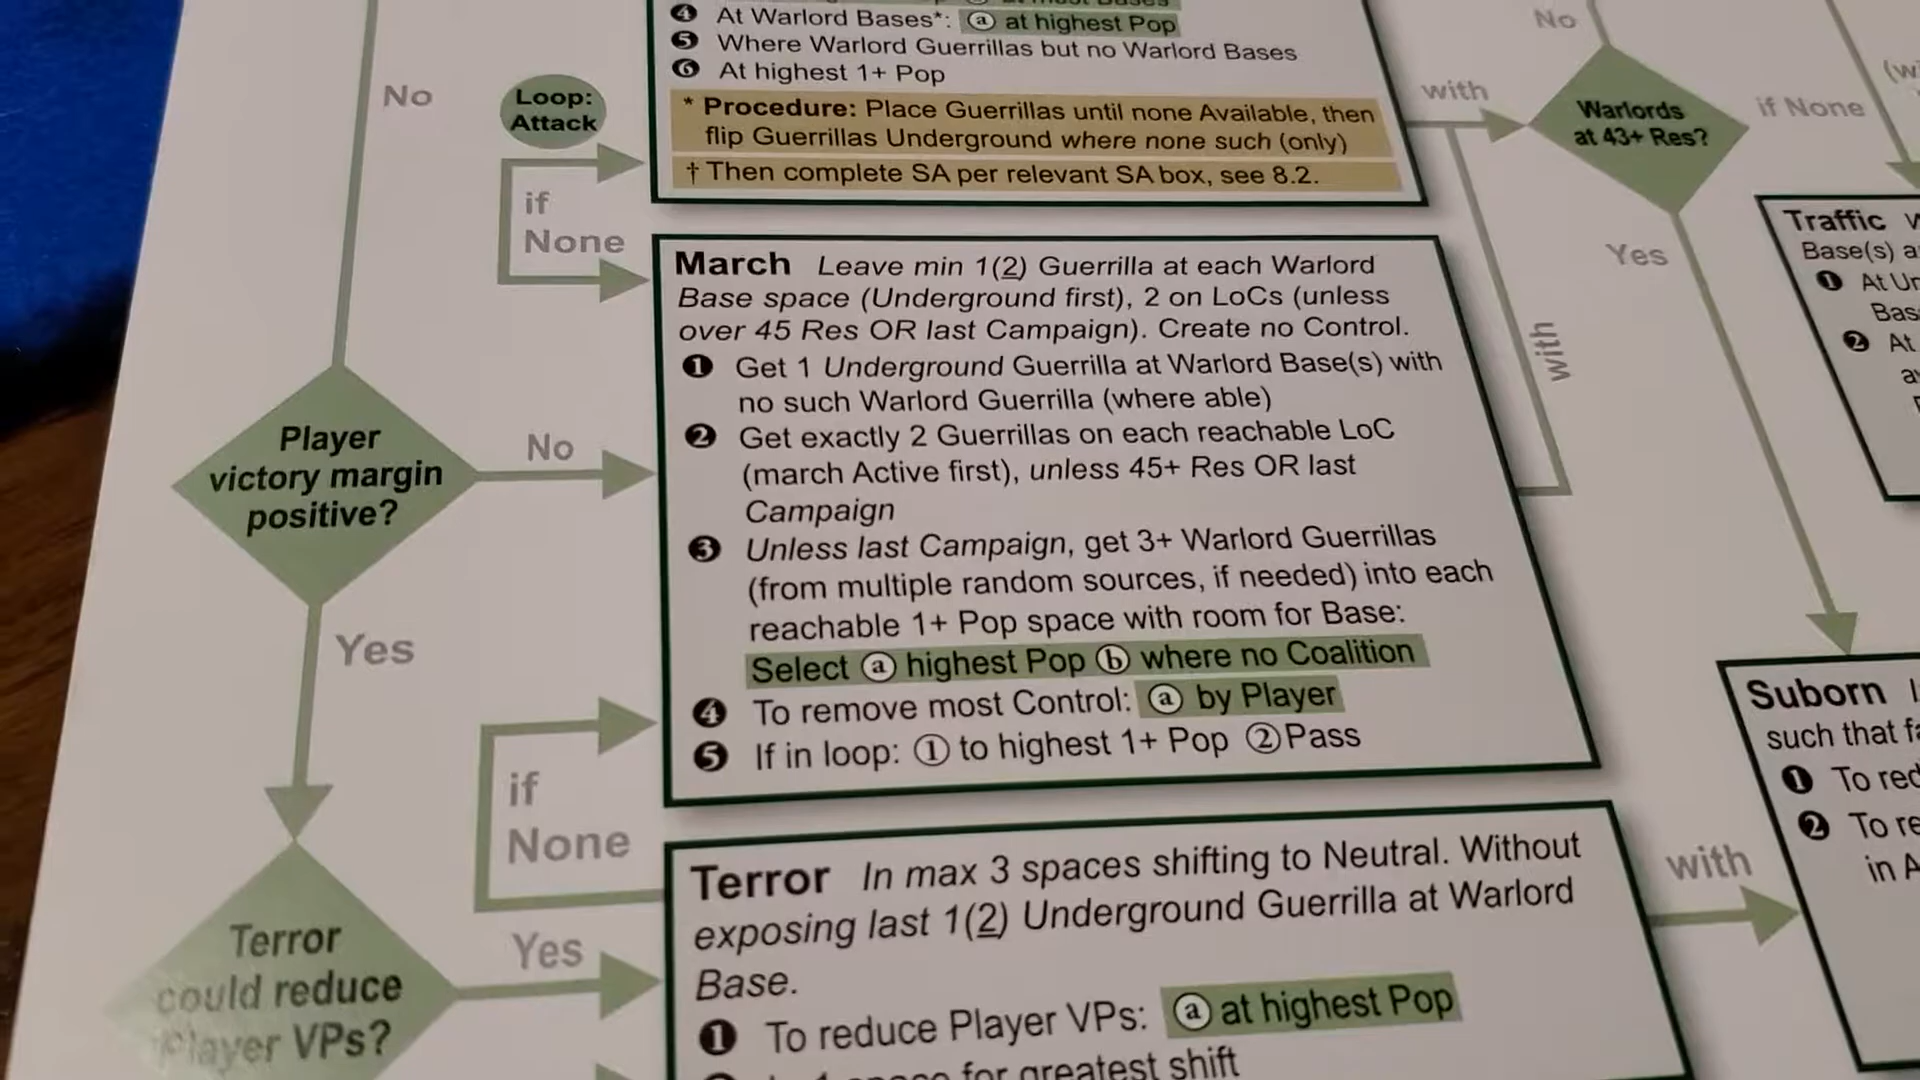 ❹ At Warlord Bases*: ⓐ at highest Pop
❺ Where Warlord Guerrillas but no Warlord Bases
❻ At highest 1+ Pop
* Procedure: Place Guerrillas until none Available, then
flip Guerrillas Underground where none such (only)
† Then complete SA per relevant SA box, see 8.2.
No
Loop:
Attack
if
None
March Leave min 1(2) Guerrilla at each Warlord
Base space (Underground first), 2 on LoCs (unless
over 45 Res OR last Campaign). Create no Control.
❶ Get 1 Underground Guerrilla at Warlord Base(s) with
no such Warlord Guerrilla (where able)
❷ Get exactly 2 Guerrillas on each reachable LoC
(march Active first), unless 45+ Res OR last
Campaign
❸ Unless last Campaign, get 3+ Warlord Guerrillas
(from multiple random sources, if needed) into each
reachable 1+ Pop space with room for Base:
Select ⓐ highest Pop ⓑ where no Coalition
❹ To remove most Control: ⓐ by Player
❺ If in loop: ① to highest 1+ Pop ② Pass
Player
victory margin
positive?
No
Yes
if
None
Terror In max 3 spaces shifting to Neutral. Without
exposing last 1(2) Underground Guerrilla at Warlord
Base.
❶ To reduce Player VPs: ⓐ at highest Pop
space for greatest shift
Terror
could reduce
Player VPs?
Yes
with
with
with
No
Warlords
at 43+ Res?
if None
Yes
Traffic
Base(s)
❶ At
❷ At
Suborn
such that
❶ To
❷ To
in